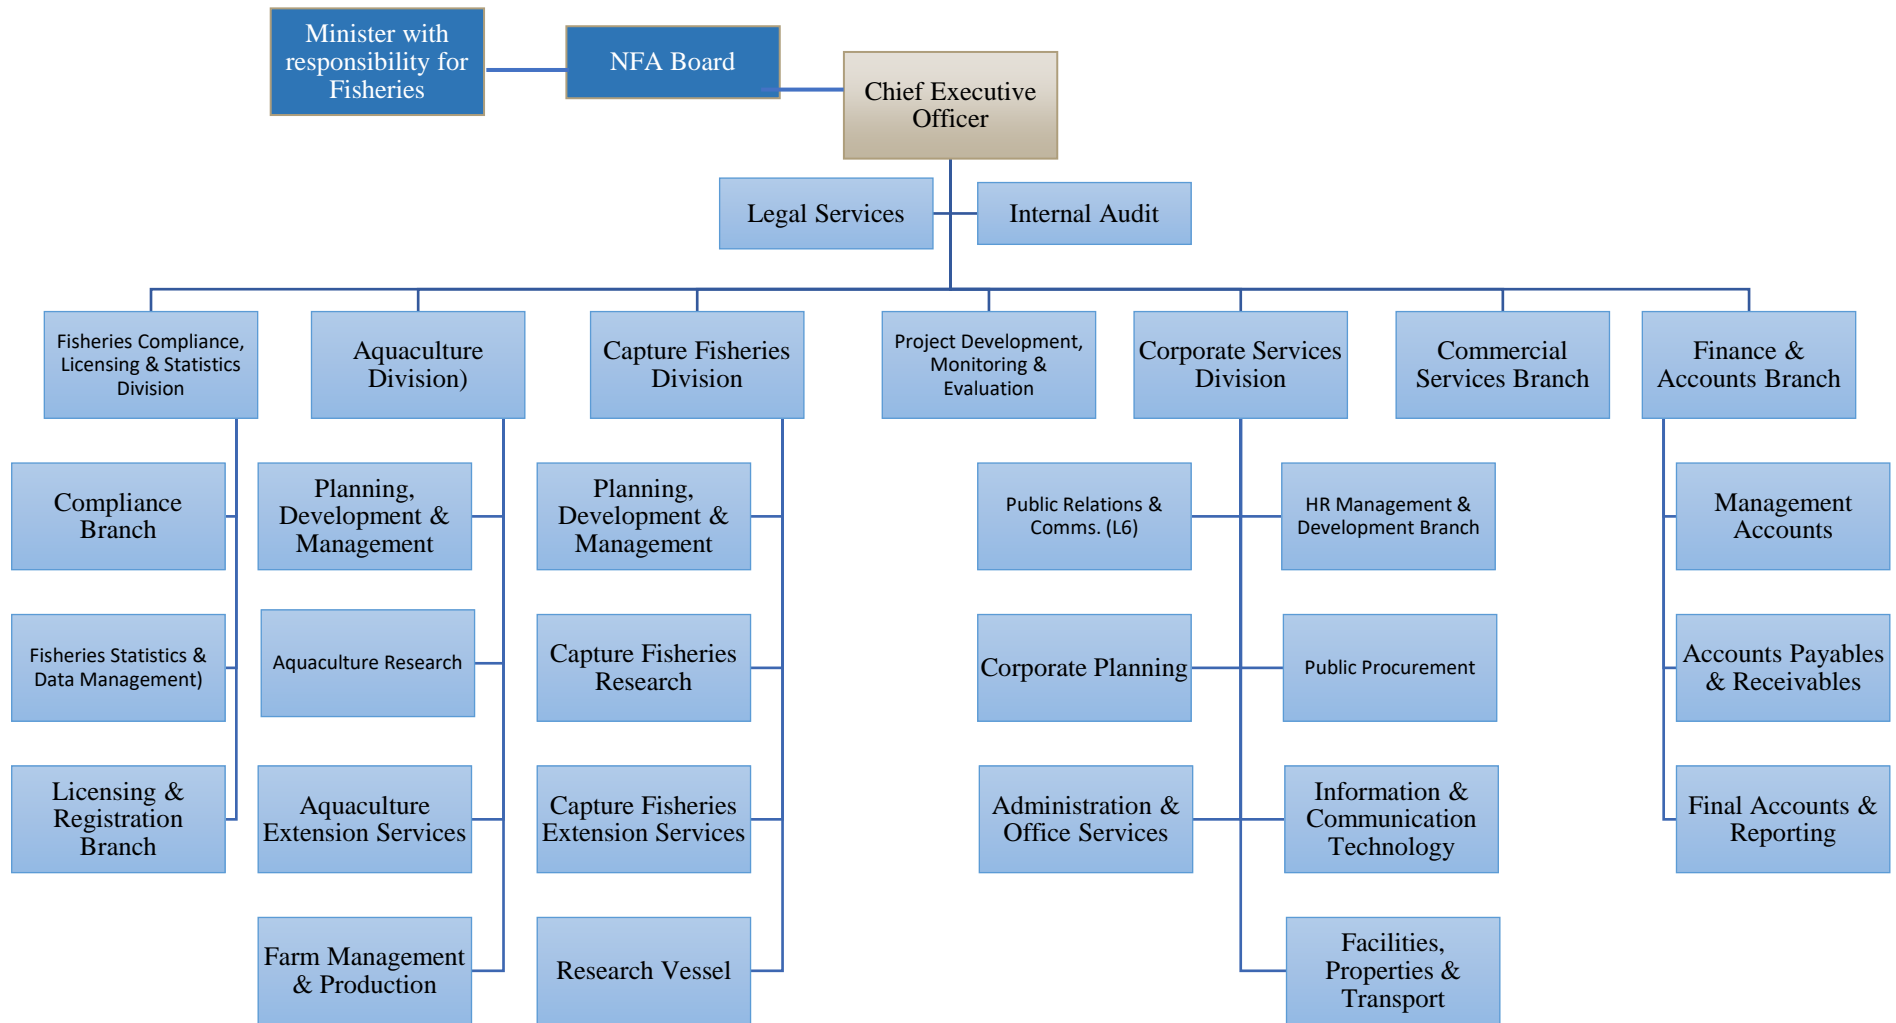 Minister with
responsibility for
Fisheries
NFA Board
Chief Executive
Officer
Legal Services
Internal Audit
Fisheries Compliance,
Licensing & Statistics
Division
Aquaculture
Division)
Capture Fisheries
Division
Project Development,
Monitoring &
Evaluation
Corporate Services
Division
Commercial
Services Branch
Finance &
Accounts Branch
Compliance
Branch
Planning,
Development &
Management
Planning,
Development &
Management
Public Relations &
Comms. (L6)
HR Management &
Development Branch
Management
Accounts
Fisheries Statistics &
Data Management)
Aquaculture Research
Capture Fisheries
Research
Corporate Planning
Public Procurement
Accounts Payables
& Receivables
Licensing &
Registration
Branch
Aquaculture
Extension Services
Capture Fisheries
Extension Services
Administration &
Office Services
Information &
Communication
Technology
Final Accounts &
Reporting
Farm Management
& Production
Research Vessel
Facilities,
Properties &
Transport